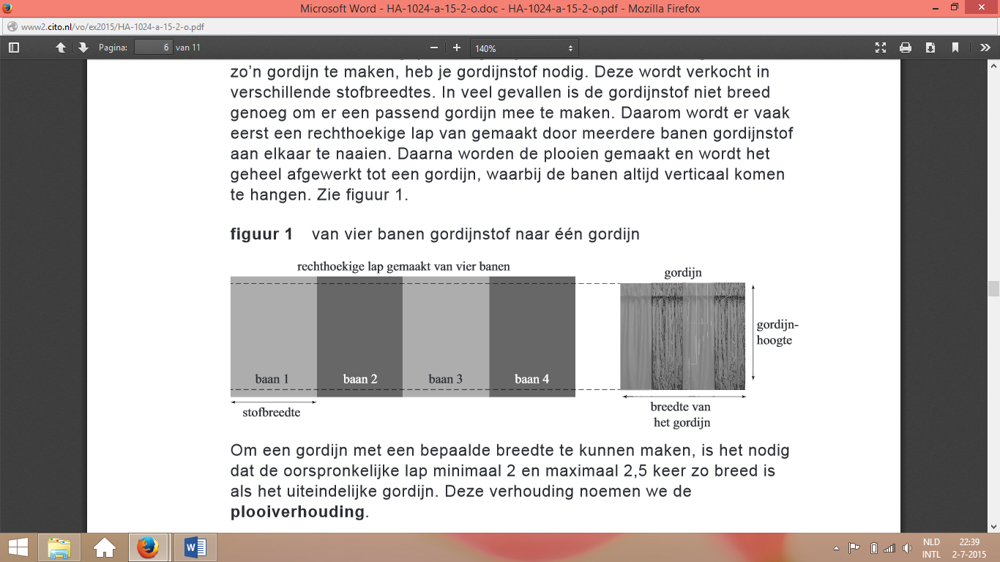 Microsoft Word - HA-1024-a-15-2-o.doc - HA-1024-a-15-2-o.pdf - Mozilla Firefox
www2.cito.nl/vo/ex2015/HA-1024-a-15-2-o.pdf
Pagina: 6 van 11 140%
zo'n gordijn te maken, heb je gordijnstof nodig. Deze wordt verkocht in
verschillende stofbreedtes. In veel gevallen is de gordijnstof niet breed
genoeg om er een passend gordijn mee te maken. Daarom wordt er vaak
eerst een rechthoekige lap van gemaakt door meerdere banen gordijnstof
aan elkaar te naaien. Daarna worden de plooien gemaakt en wordt het
geheel afgewerkt tot een gordijn, waarbij de banen altijd verticaal komen
te hangen. Zie figuur 1.
figuur 1 van vier banen gordijnstof naar één gordijn
rechthoekige lap gemaakt van vier banen
gordijn
gordijn-
hoogte
baan 1 baan 2 baan 3 baan 4
stofbreedte
breedte van
het gordijn
Om een gordijn met een bepaalde breedte te kunnen maken, is het nodig
dat de oorspronkelijke lap minimaal 2 en maximaal 2,5 keer zo breed is
als het uiteindelijke gordijn. Deze verhouding noemen we de
plooiverhouding.
NLD 22:39
INTL 2-7-2015